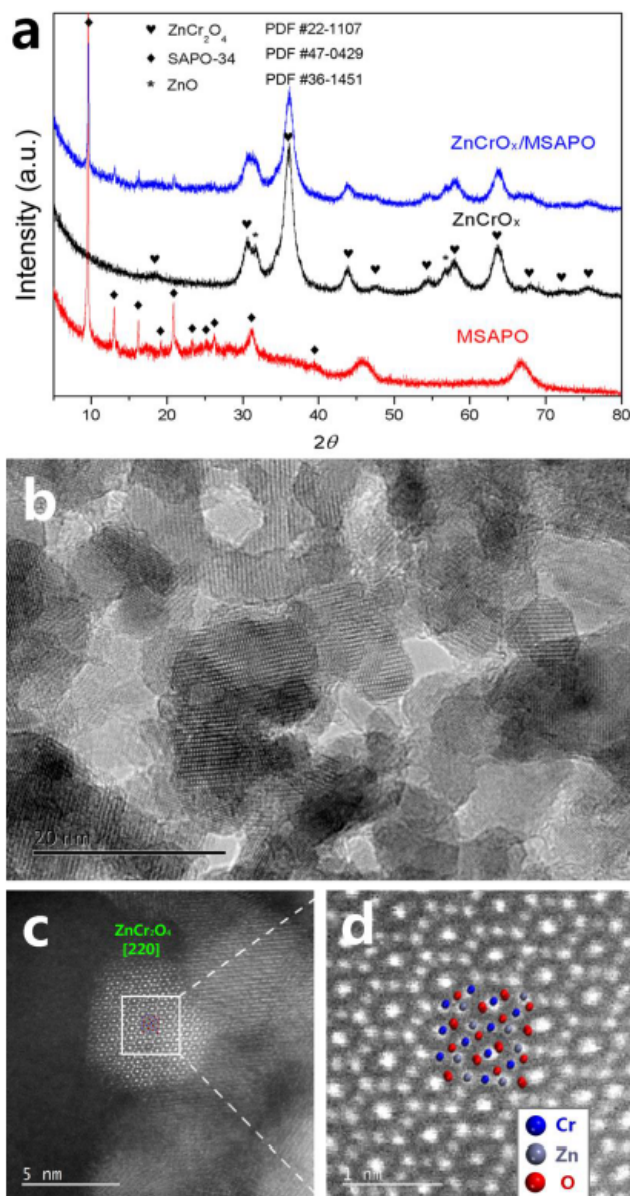 a
♥ ZnCr₂O₄ PDF #22-1107
♦ SAPO-34 PDF #47-0429
* ZnO PDF #36-1451
ZnCrOₓ/MSAPO
ZnCrOₓ
MSAPO
Intensity (a.u.)
10 20 30 40 50 60 70 80
2θ
b
20 nm
c
ZnCr₂O₄
[220]
5 nm
d
Cr
Zn
O
1 nm